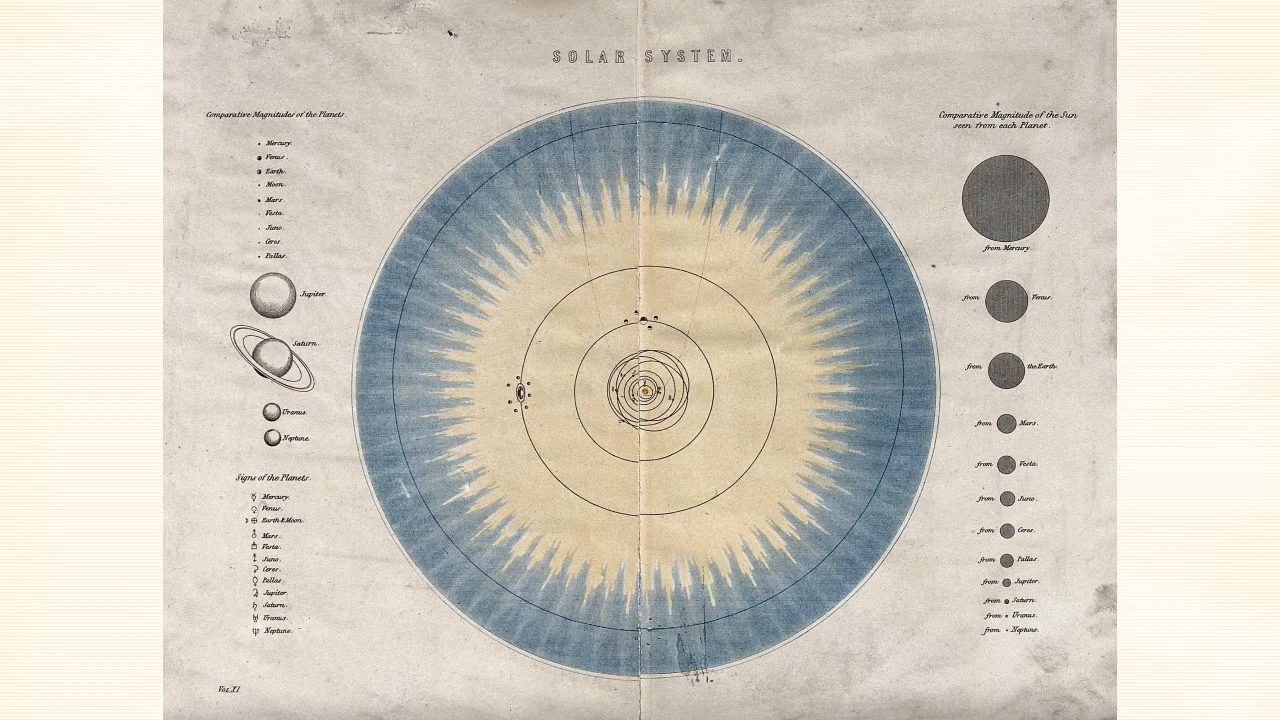 SOLAR SYSTEM.
Comparative Magnitudes of the Planets.
Mercury.
Venus.
Earth.
Moon.
Mars.
Vesta.
Juno.
Ceres.
Pallas.
Jupiter.
Saturn.
Uranus.
Neptune.
Signs of the Planets.
☿ Mercury.
♀ Venus.
☽ ⊕ Earth & Moon.
Mars.
Vesta.
Juno.
Ceres.
Pallas.
♃ Jupiter.
♄ Saturn.
♅ Uranus.
♆ Neptune.
Vol. XI
Comparative Magnitude of the Sun
seen from each Planet.
from Mercury.
from Venus.
from the Earth.
from Mars.
from Vesta.
from Juno.
from Ceres.
from Pallas.
from Jupiter.
from Saturn.
from Uranus.
from Neptune.